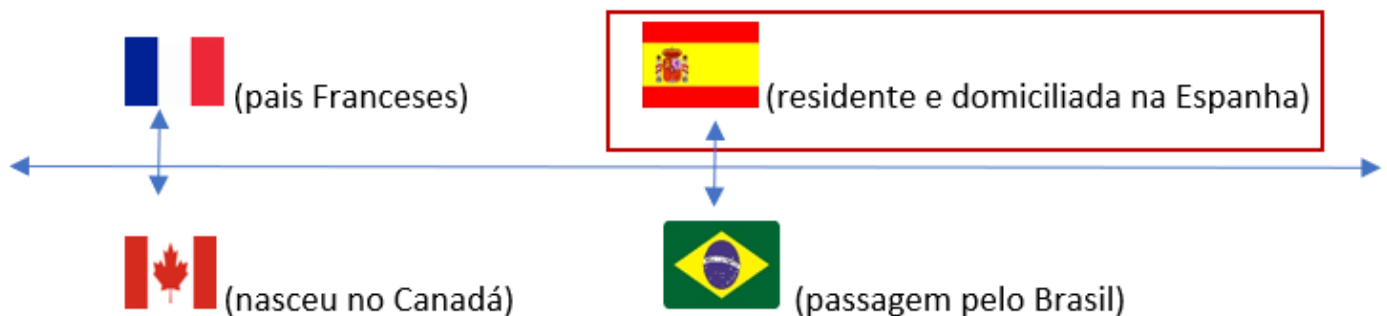 (pais Franceses)
(residente e domiciliada na Espanha)
(nasceu no Canadá)
(passagem pelo Brasil)